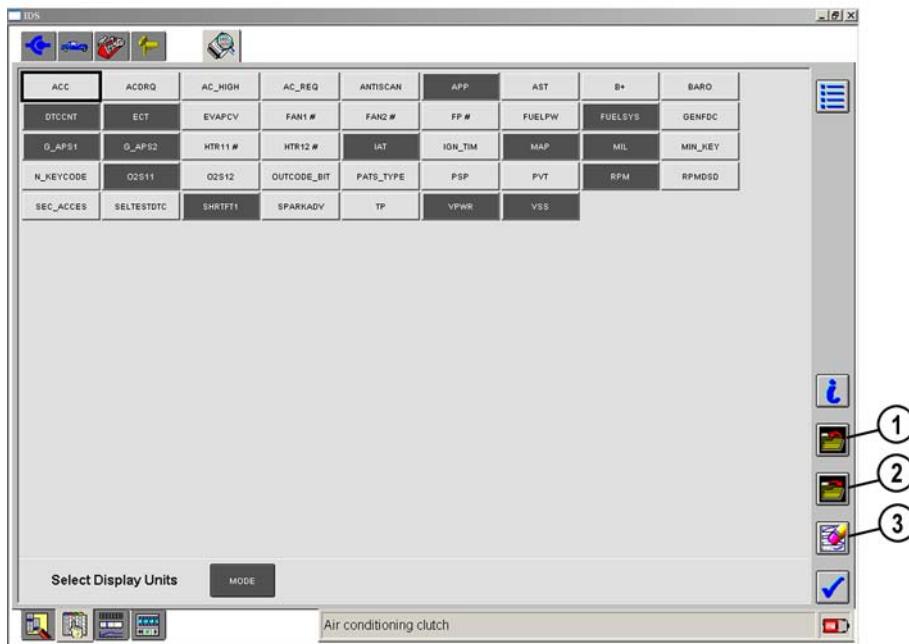 IDS
ACC ACDRQ AC_HIGH AC_REQ ANTISCAN APP AST B+ BARO
DTCCNT ECT EVAPCV FAN1 # FAN2 # FP # FUELPW FUELSYS GENFDC
G_APS1 G_APS2 HTR11 # HTR12 # IAT IGN_TIM MAP MIL MIN_KEY
N_KEYCODE O2S11 O2S12 OUTCODE_BIT PATS_TYPE PSP PVT RPM RPMDSD
SEC_ACCES SELTESTDTC SHRTFT1 SPARKADV TP VPWR VSS
1
2
3
Select Display Units MODE
Air conditioning clutch